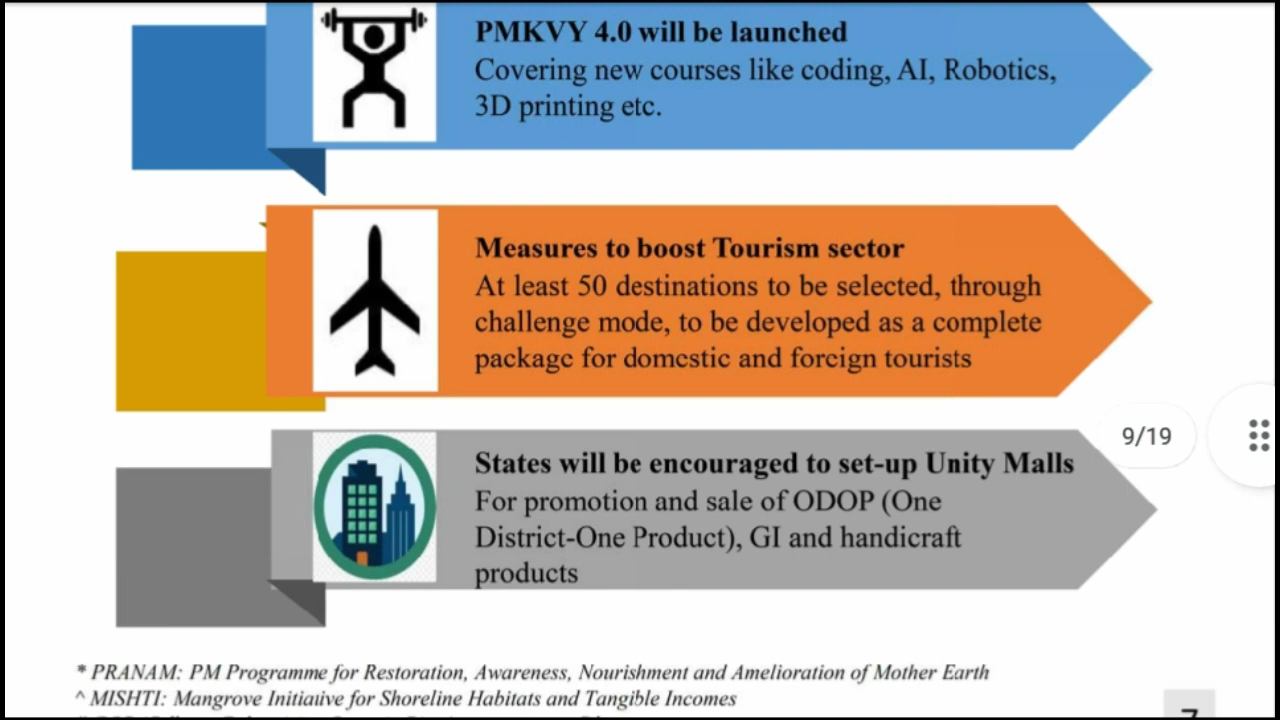 PMKVY 4.0 will be launched
Covering new courses like coding, AI, Robotics,
3D printing etc.
Measures to boost Tourism sector
At least 50 destinations to be selected, through
challenge mode, to be developed as a complete
package for domestic and foreign tourists
9/19
States will be encouraged to set-up Unity Malls
For promotion and sale of ODOP (One
District-One Product), GI and handicraft
products
* PRANAM: PM Programme for Restoration, Awareness, Nourishment and Amelioration of Mother Earth
^ MISHTI: Mangrove Initiative for Shoreline Habitats and Tangible Incomes
7